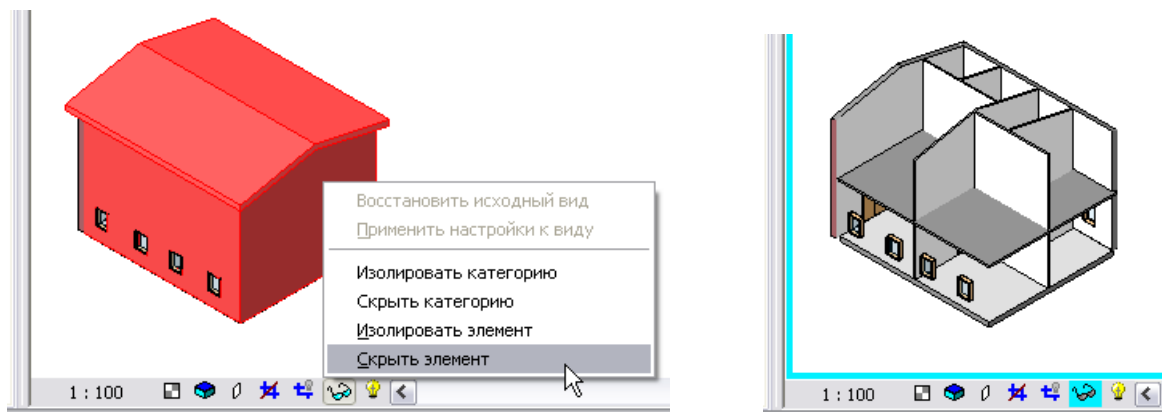 Восстановить исходный вид
Применить настройки к виду
Изолировать категорию
Скрыть категорию
Изолировать элемент
Скрыть элемент
1 : 100
1 : 100